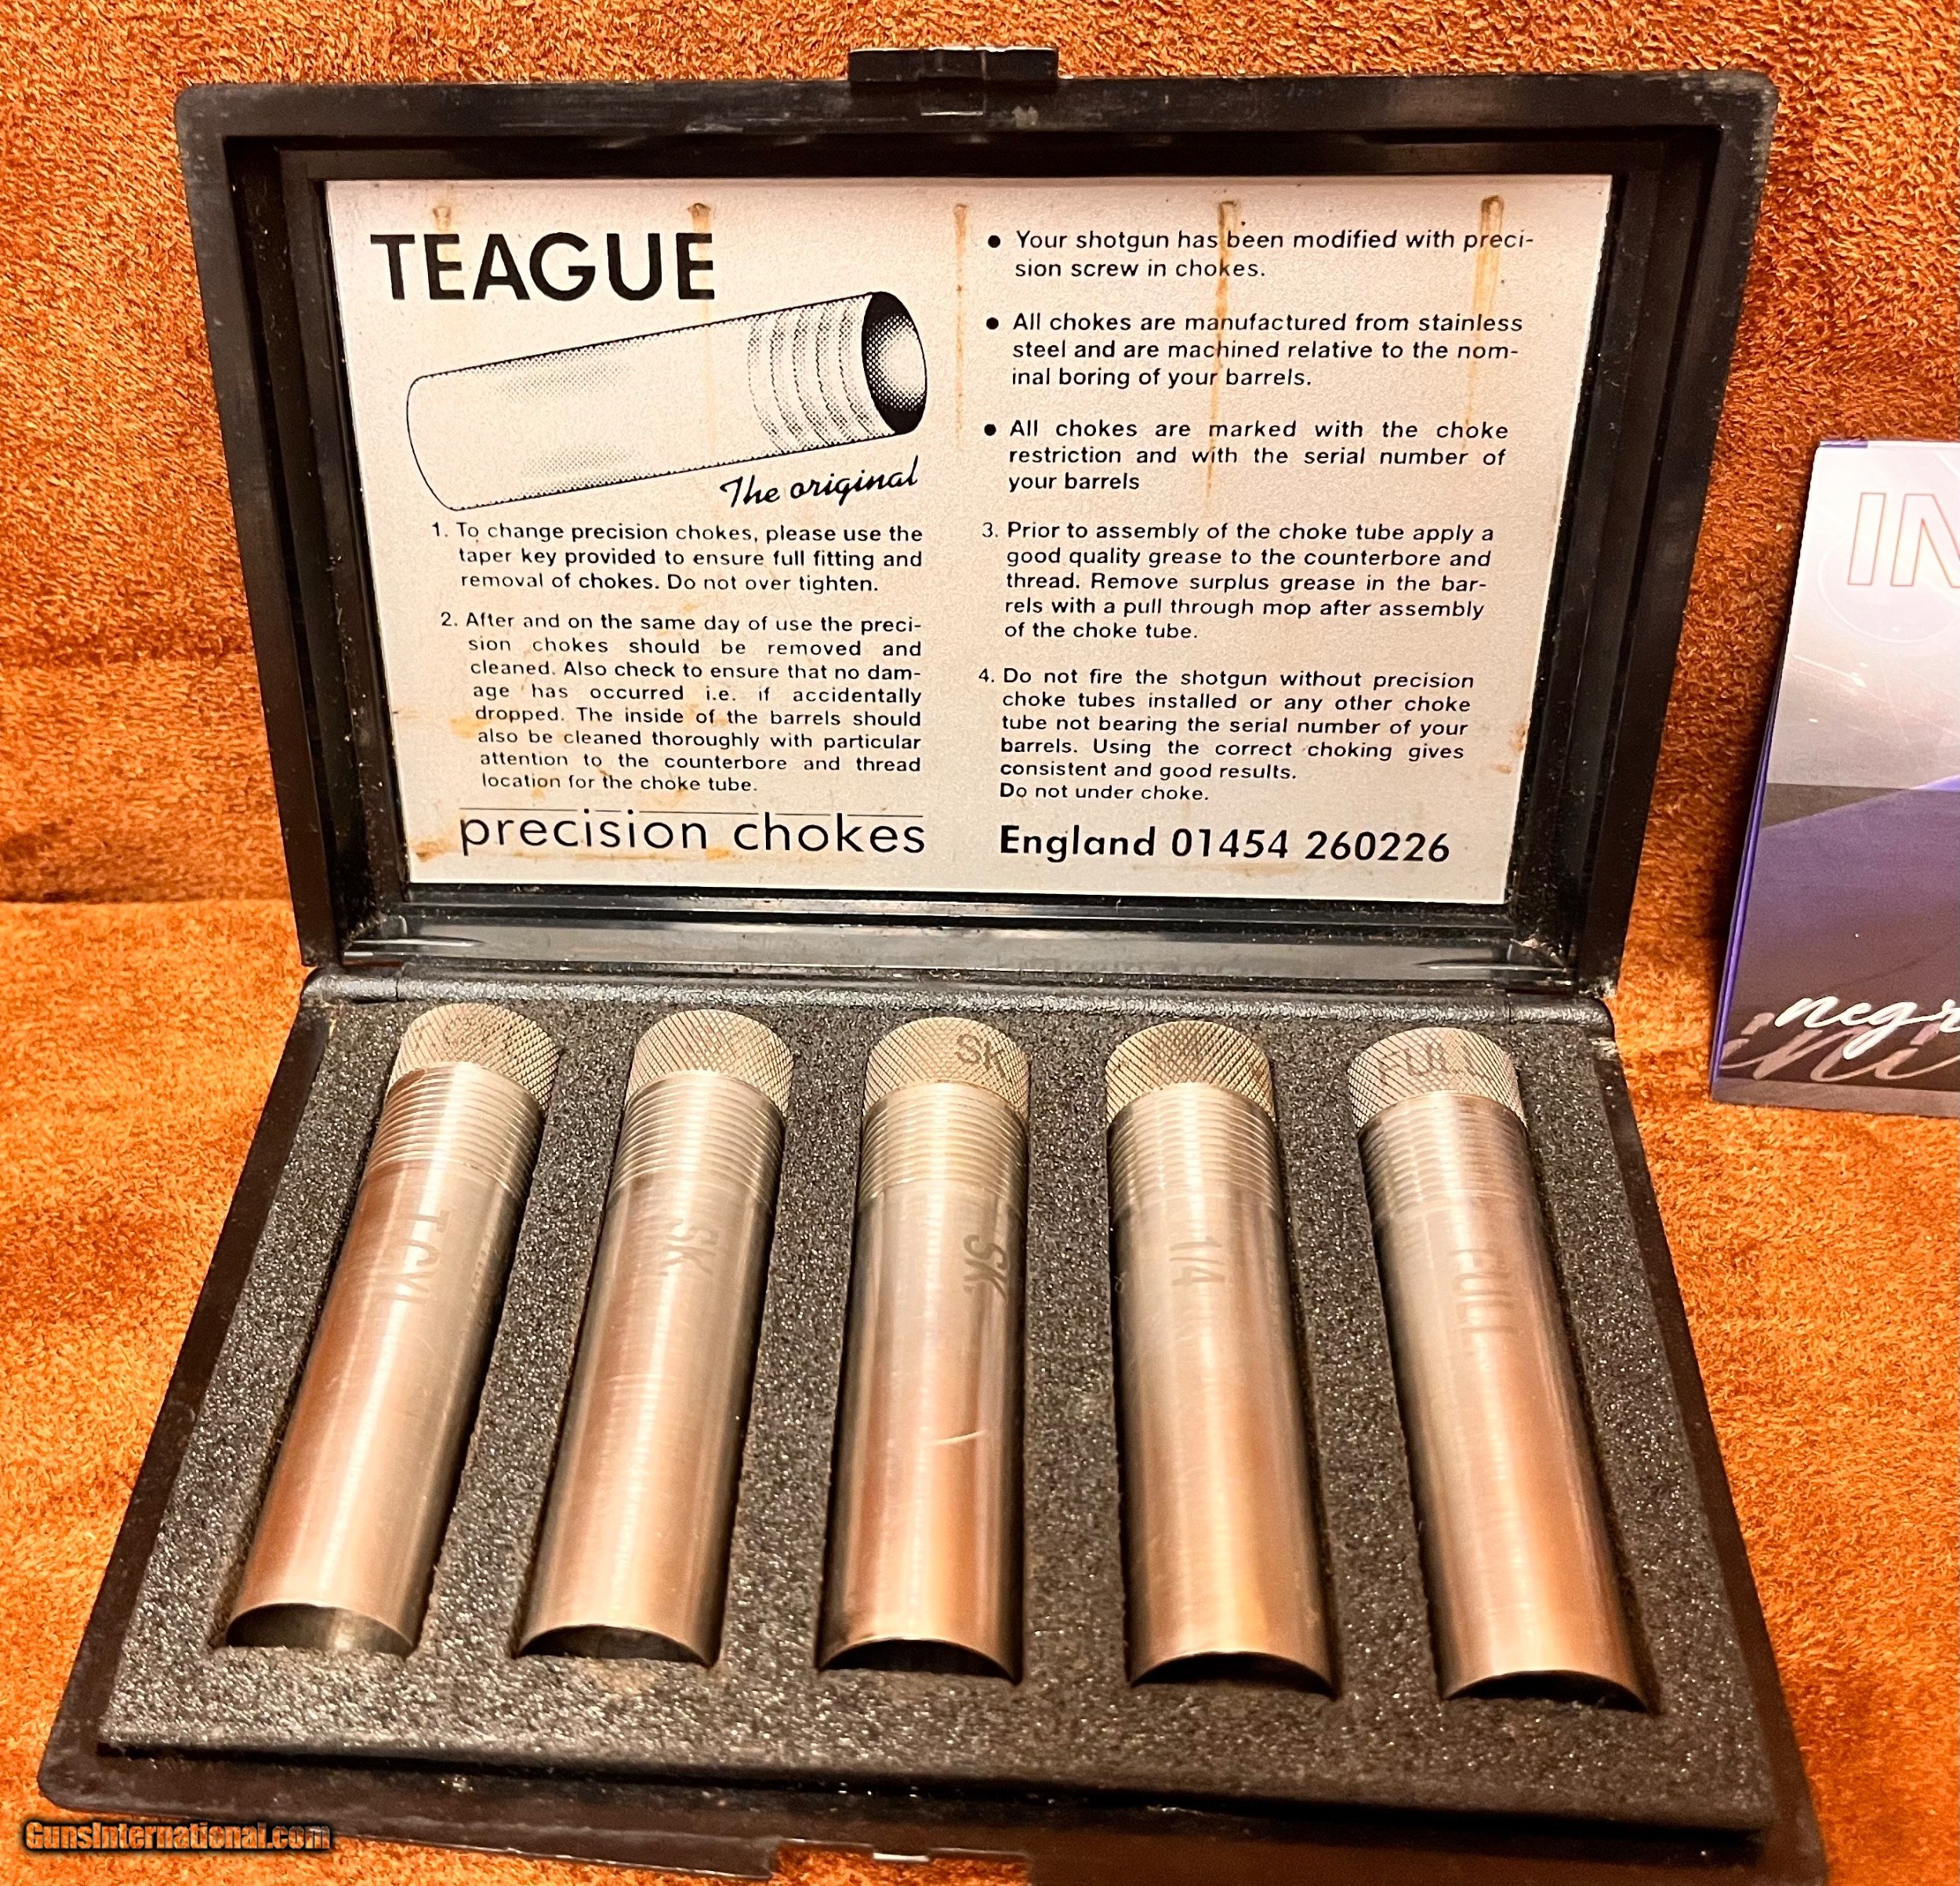 TEAGUE
The original
1. To change precision chokes, please use the
taper key provided to ensure full fitting and
removal of chokes. Do not over tighten.
2. After and on the same day of use the preci-
sion chokes should be removed and
cleaned. Also check to ensure that no dam-
age has occurred i.e. if accidentally
dropped. The inside of the barrels should
also be cleaned thoroughly with particular
attention to the counterbore and thread
location for the choke tube.
precision chokes
• Your shotgun has been modified with preci-
sion screw in chokes.
• All chokes are manufactured from stainless
steel and are machined relative to the nom-
inal boring of your barrels.
• All chokes are marked with the choke
restriction and with the serial number of
your barrels
3. Prior to assembly of the choke tube apply a
good quality grease to the counterbore and
thread. Remove surplus grease in the bar-
rels with a pull through mop after assembly
of the choke tube.
4. Do not fire the shotgun without precision
choke tubes installed or any other choke
tube not bearing the serial number of your
barrels. Using the correct choking gives
consistent and good results.
Do not under choke.
England 01454 260226
IN
negr
ini
SK
FULL
SK
SK
1/4
FULL
GunsInternational.com